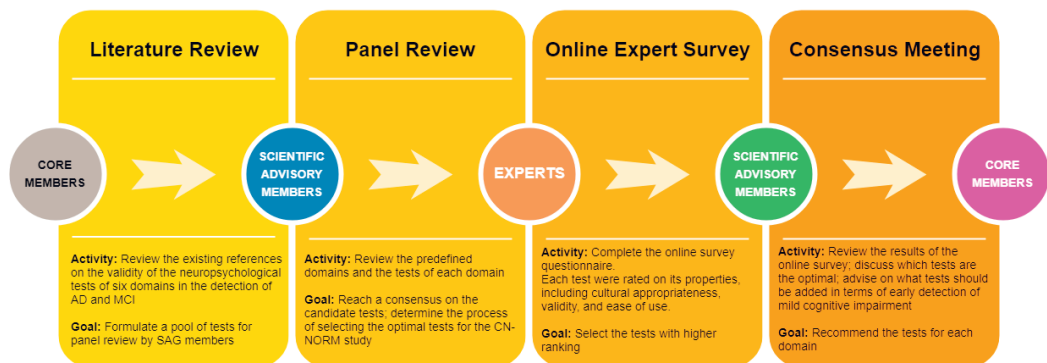 Literature Review
Panel Review
Online Expert Survey
Consensus Meeting
CORE
MEMBERS
SCIENTIFIC
ADVISORY
MEMBERS
EXPERTS
SCIENTIFIC
ADVISORY
MEMBERS
CORE
MEMBERS
Activity: Review the existing references
on the validity of the neuropsychological
tests of six domains in the detection of
AD and MCI
Goal: Formulate a pool of tests for
panel review by SAG members
Activity: Review the predefined
domains and the tests of each domain
Goal: Reach a consensus on the
candidate tests; determine the process
of selecting the optimal tests for the CN-
NORM study
Activity: Complete the online survey
questionnaire.
Each test were rated on its properties,
including cultural appropriateness,
validity, and ease of use.
Goal: Select the tests with higher
ranking
Activity: Review the results of the
online survey; discuss which tests are
the optimal; advise on what tests should
be added in terms of early detection of
mild cognitive impairment
Goal: Recommend the tests for each
domain